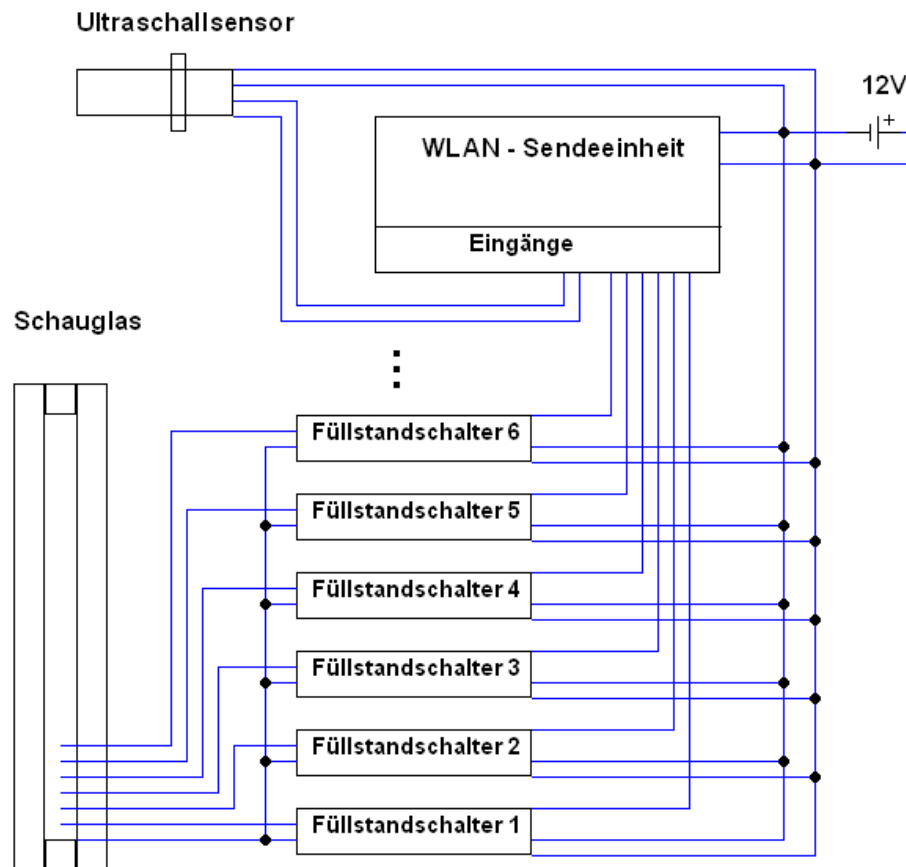 Ultraschallsensor
12V
+
WLAN - Sendeeinheit
Eingänge
Schauglas
Füllstandschalter 6
Füllstandschalter 5
Füllstandschalter 4
Füllstandschalter 3
Füllstandschalter 2
Füllstandschalter 1